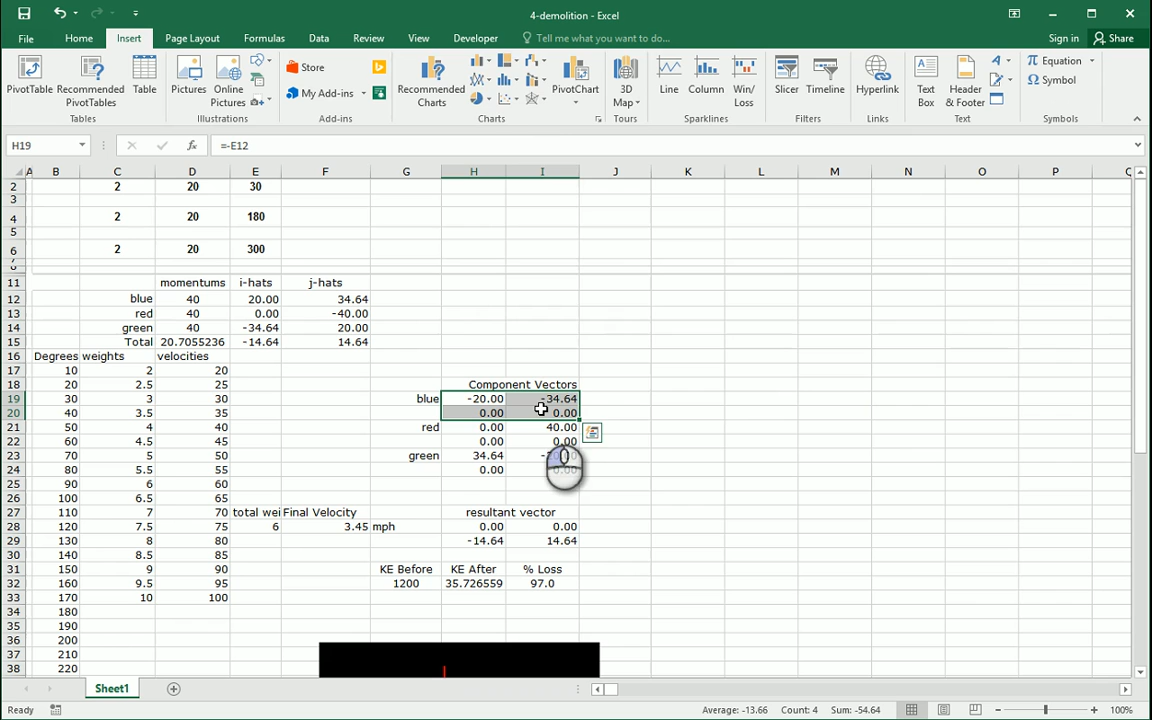 4-demolition - Excel
Sign in Share
File Home Insert Page Layout Formulas Data Review View Developer Tell me what you want to do...
PivotTable Recommended PivotTables Table Pictures Online Pictures Store My Add-ins Recommended Charts PivotChart 3D Map Line Column Win/Loss Slicer Timeline Hyperlink Text Box Header & Footer Equation Symbol
Tables Illustrations Add-ins Charts Tours Sparklines Filters Links Text Symbols
H19 fx =-E12
A B C D E F G H I J K L M N O P Q
2 2 20 30
3
4 2 20 180
5
6 2 20 300
11 momentums i-hats j-hats
12 blue 40 20.00 34.64
13 red 40 0.00 -40.00
14 green 40 -34.64 20.00
15 Total 20.7055236 -14.64 14.64
16 Degrees weights velocities
17 10 2 20
18 20 2.5 25 Component Vectors
19 30 3 30 blue -20.00 -34.64
20 40 3.5 35 0.00 0.00
21 50 4 40 red 0.00 40.00
22 60 4.5 45 0.00 0.00
23 70 5 50 green 34.64
24 80 5.5 55 0.00 0.00
25 90 6 60
26 100 6.5 65
27 110 7 70 total wei Final Velocity resultant vector
28 120 7.5 75 6 3.45 mph 0.00 0.00
29 130 8 80 -14.64 14.64
30 140 8.5 85
31 150 9 90 KE Before KE After % Loss
32 160 9.5 95 1200 35.726559 97.0
33 170 10 100
34 180
35 190
36 200
37 210
38 220
Sheet1
Ready Average: -13.66 Count: 4 Sum: -54.64 100%